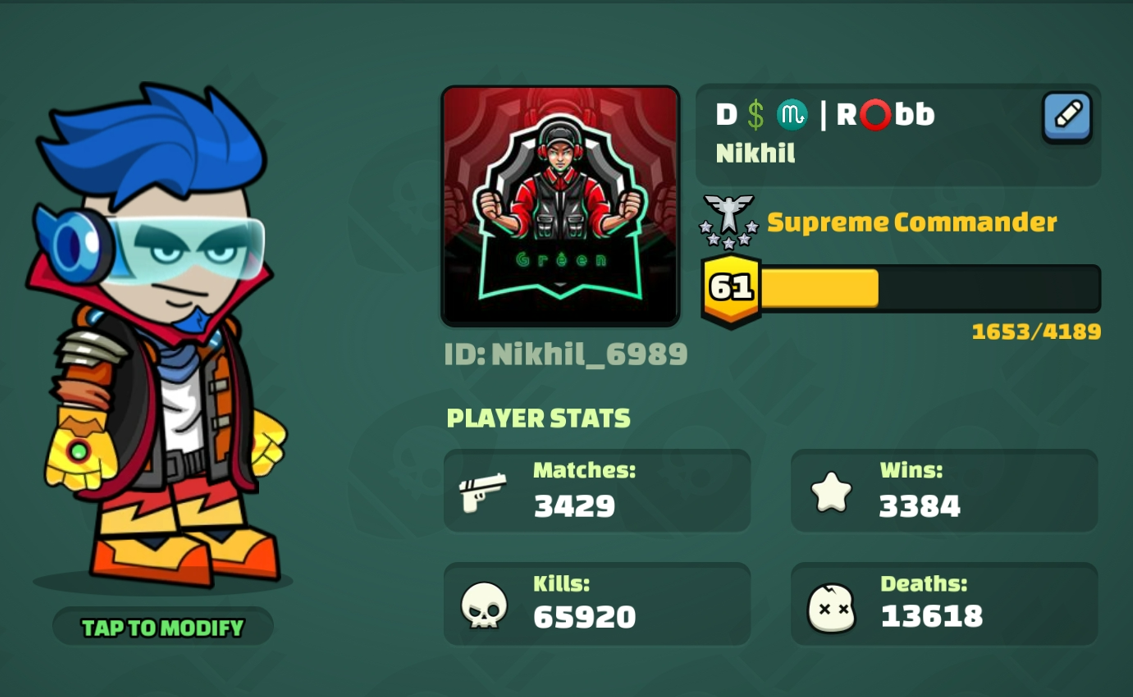 D 💲 ♏ | R⭕bb
Nikhil
Supreme Commander
61
1653/4189
Green
ID: Nikhil_6989
PLAYER STATS
Matches:
3429
Wins:
3384
Kills:
65920
Deaths:
13618
TAP TO MODIFY